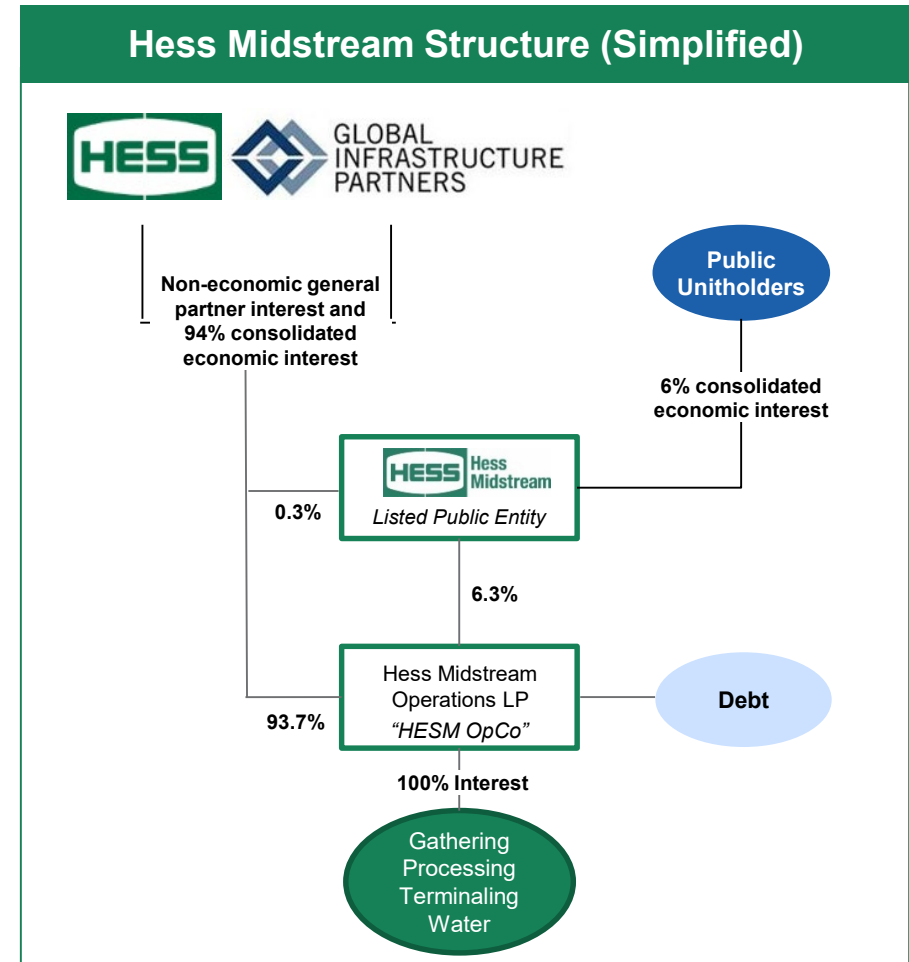 Hess Midstream Structure (Simplified)
HESS
GLOBAL
INFRASTRUCTURE
PARTNERS
Public
Unitholders
Non-economic general
partner interest and
94% consolidated
economic interest
6% consolidated
economic interest
HESS Hess
Midstream
Listed Public Entity
0.3%
6.3%
Hess Midstream
Operations LP
“HESM OpCo”
93.7%
Debt
100% Interest
Gathering
Processing
Terminaling
Water